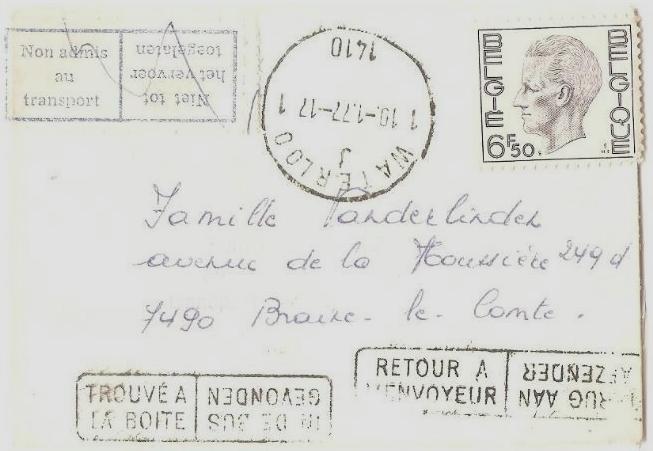 Non admis
au
transport
Niet tot
het vervoer
toegelaten
1410
1 10-1.77-17 1
J
WATERLOO
BELGIE
BELGIQUE
6F50
Famille Vanderlinden
avenue de la Houssière 249 d
7490 Braine-le-Comte.
TROUVÉ A
LA BOITE
IN DE BUS
GEVONDEN
RETOUR À
L'ENVOYEUR
TERUG AAN
AFZENDER